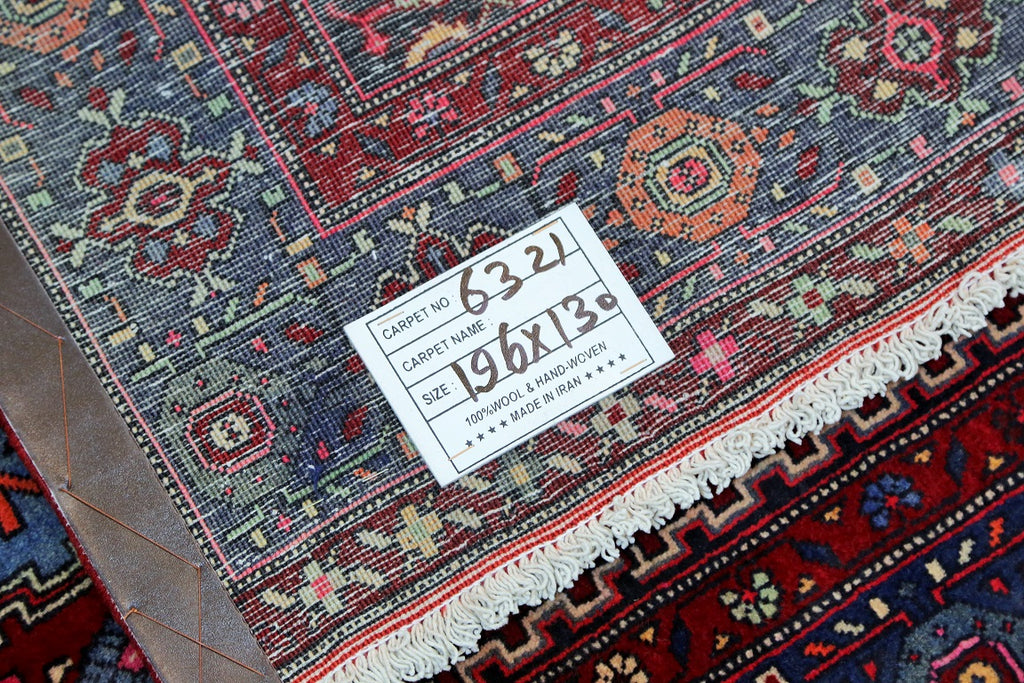 CARPET NO : 6321
CARPET NAME :
SIZE : 196X130
100%WOOL & HAND-WOVEN
★★★★ MADE IN IRAN ★★★★